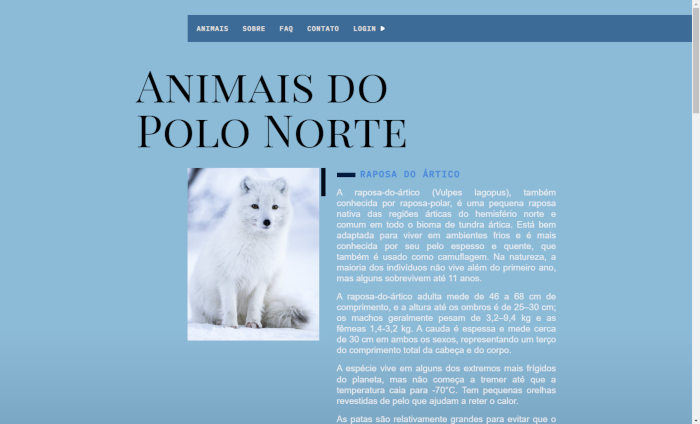 ANIMAIS SOBRE FAQ CONTATO LOGIN
ANIMAIS DO
POLO NORTE
RAPOSA DO ÁRTICO
A raposa-do-ártico (Vulpes lagopus), também
conhecida por raposa-polar, é uma pequena raposa
nativa das regiões árticas do hemisfério norte e
comum em todo o bioma de tundra ártica. Está bem
adaptada para viver em ambientes frios e é mais
conhecida por seu pelo espesso e quente, que
também é usado como camuflagem. Na natureza, a
maioria dos indivíduos não vive além do primeiro ano,
mas alguns sobrevivem até 11 anos.
A raposa-do-ártico adulta mede de 46 a 68 cm de
comprimento, e a altura até os ombros é de 25–30 cm;
os machos geralmente pesam de 3,2–9,4 kg e as
fêmeas 1,4-3,2 kg. A cauda é espessa e mede cerca
de 30 cm em ambos os sexos, representando um terço
do comprimento total da cabeça e do corpo.
A espécie vive em alguns dos extremos mais frígidos
do planeta, mas não começa a tremer até que a
temperatura caia para -70°C. Tem pequenas orelhas
revestidas de pelo que ajudam a reter o calor.
As patas são relativamente grandes para evitar que o